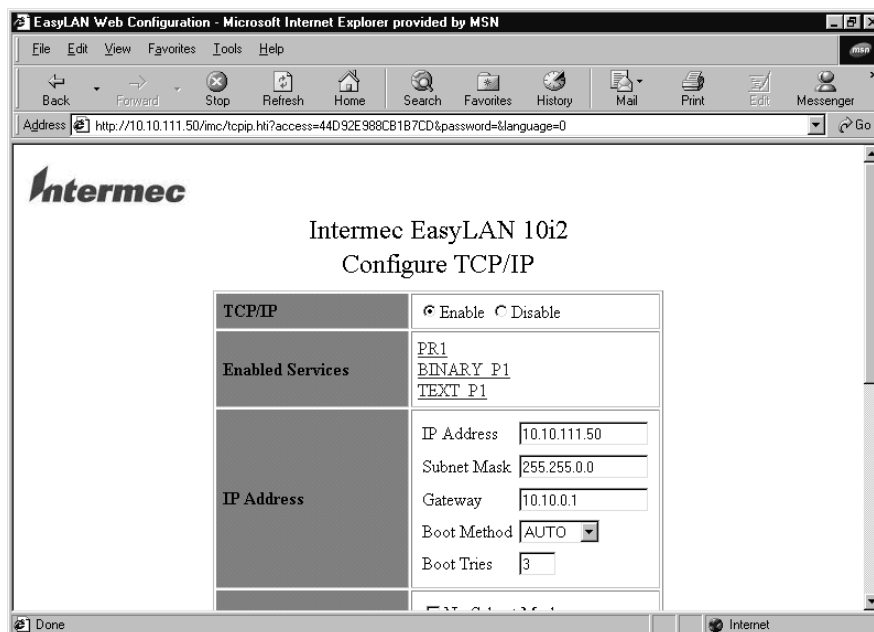 EasyLAN Web Configuration - Microsoft Internet Explorer provided by MSN
File Edit View Favorites Tools Help
msn
Back Forward Stop Refresh Home Search Favorites History Mail Print Edit Messenger
Address http://10.10.111.50/imc/tcpip.hti?access=44D92E988CB1B7CD&password=&language=0 Go
Intermec
Intermec EasyLAN 10i2
Configure TCP/IP
TCP/IP Enable Disable
Enabled Services
PR1
BINARY_P1
TEXT_P1
IP Address
IP Address 10.10.111.50
Subnet Mask 255.255.0.0
Gateway 10.10.0.1
Boot Method AUTO
Boot Tries 3
Done Internet